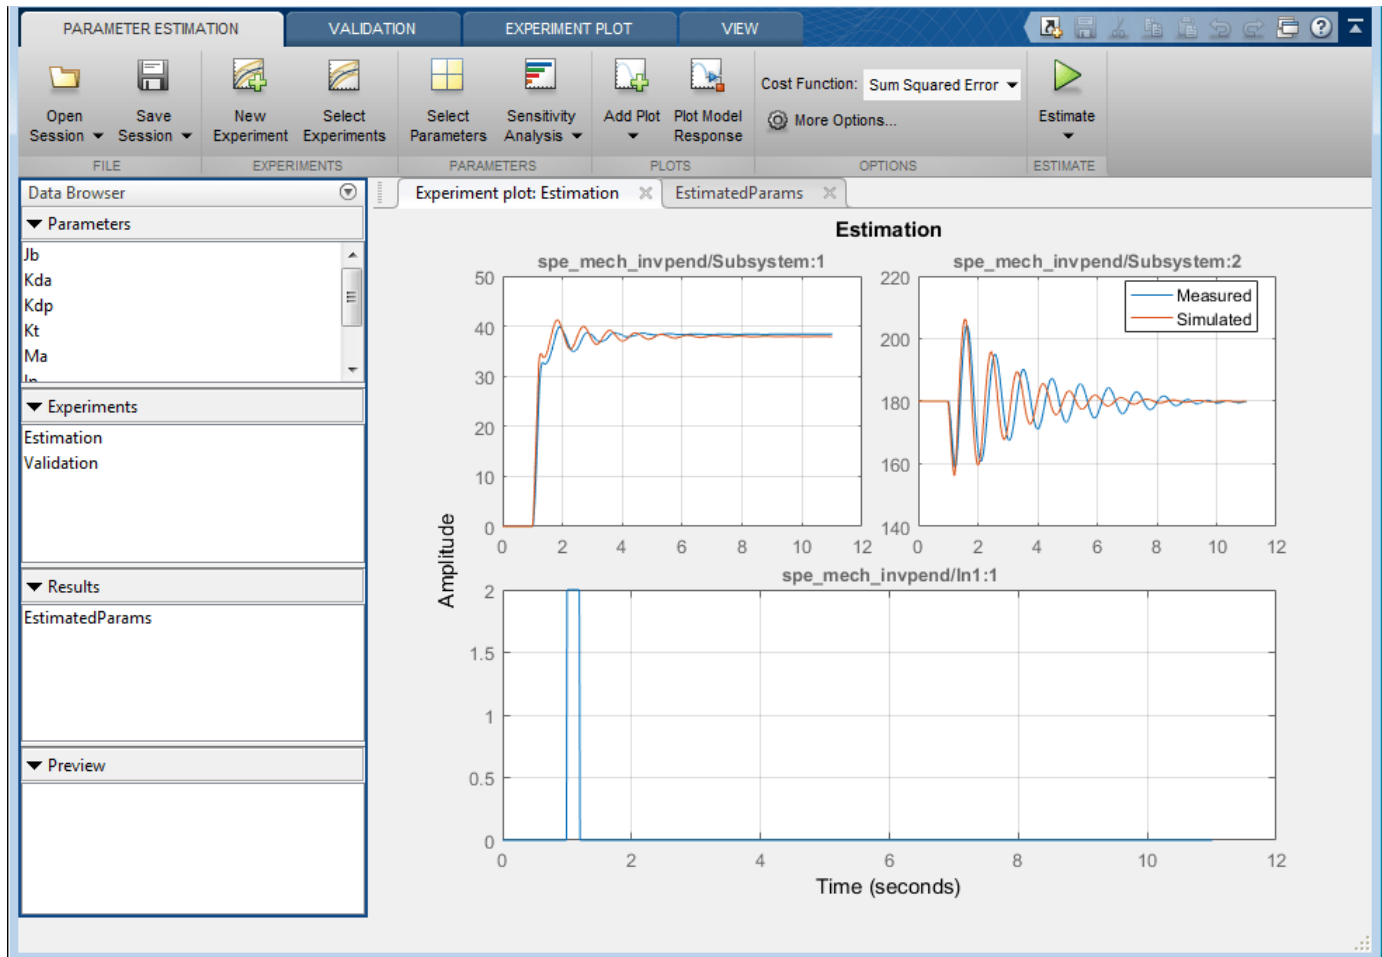 PARAMETER ESTIMATION VALIDATION EXPERIMENT PLOT VIEW
Open Session Save Session New Experiment Select Experiments Select Parameters Sensitivity Analysis Add Plot Plot Model Response Cost Function: Sum Squared Error More Options... Estimate
FILE EXPERIMENTS PARAMETERS PLOTS OPTIONS ESTIMATE
Data Browser
Parameters
Jb
Kda
Kdp
Kt
Ma
Experiments
Estimation
Validation
Results
EstimatedParams
Preview
Experiment plot: Estimation EstimatedParams
Estimation
spe_mech_invpend/Subsystem:1
50
40
30
20
10
0
0 2 4 6 8 10 12
spe_mech_invpend/Subsystem:2
Measured
Simulated
220
200
180
160
140
0 2 4 6 8 10 12
Amplitude
spe_mech_invpend/In1:1
2
1.5
1
0.5
0
0 2 4 6 8 10 12
Time (seconds)